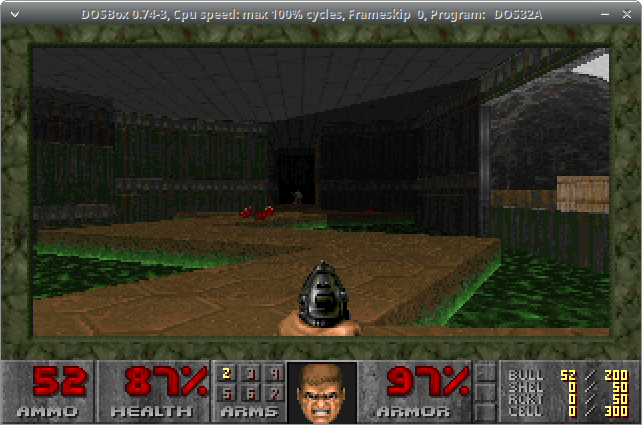 DOSBox 0.74-3, Cpu speed: max 100% cycles, Frameskip 0, Program: DOS32A
52 87% 2 3 4 97% BULL 52 / 200
5 6 7 SHEL 0 / 50
RCKT 0 / 50
AMMO HEALTH ARMS ARMOR CELL 0 / 300